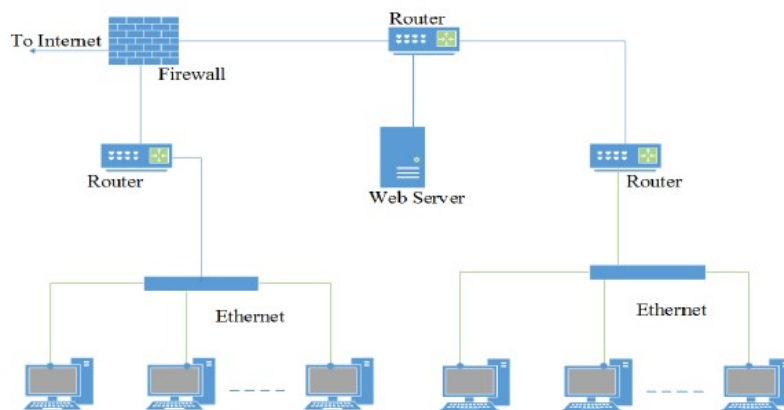 Router
To Internet
Firewall
Router
Web Server
Router
Ethernet
Ethernet